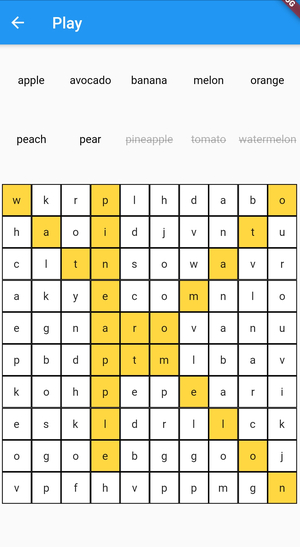 Play
apple avocado banana melon orange
peach pear pineapple tomato watermelon
w k r p l h d a b o
h a o i d j v n t u
c l t n s o w a v r
a k y e c o m n l o
e g n a r o v a n u
p b d p t m l b a v
k o h p e p e a r i
e s k l d r l l c k
o g o e b g g o o j
v p f h v p p m g n